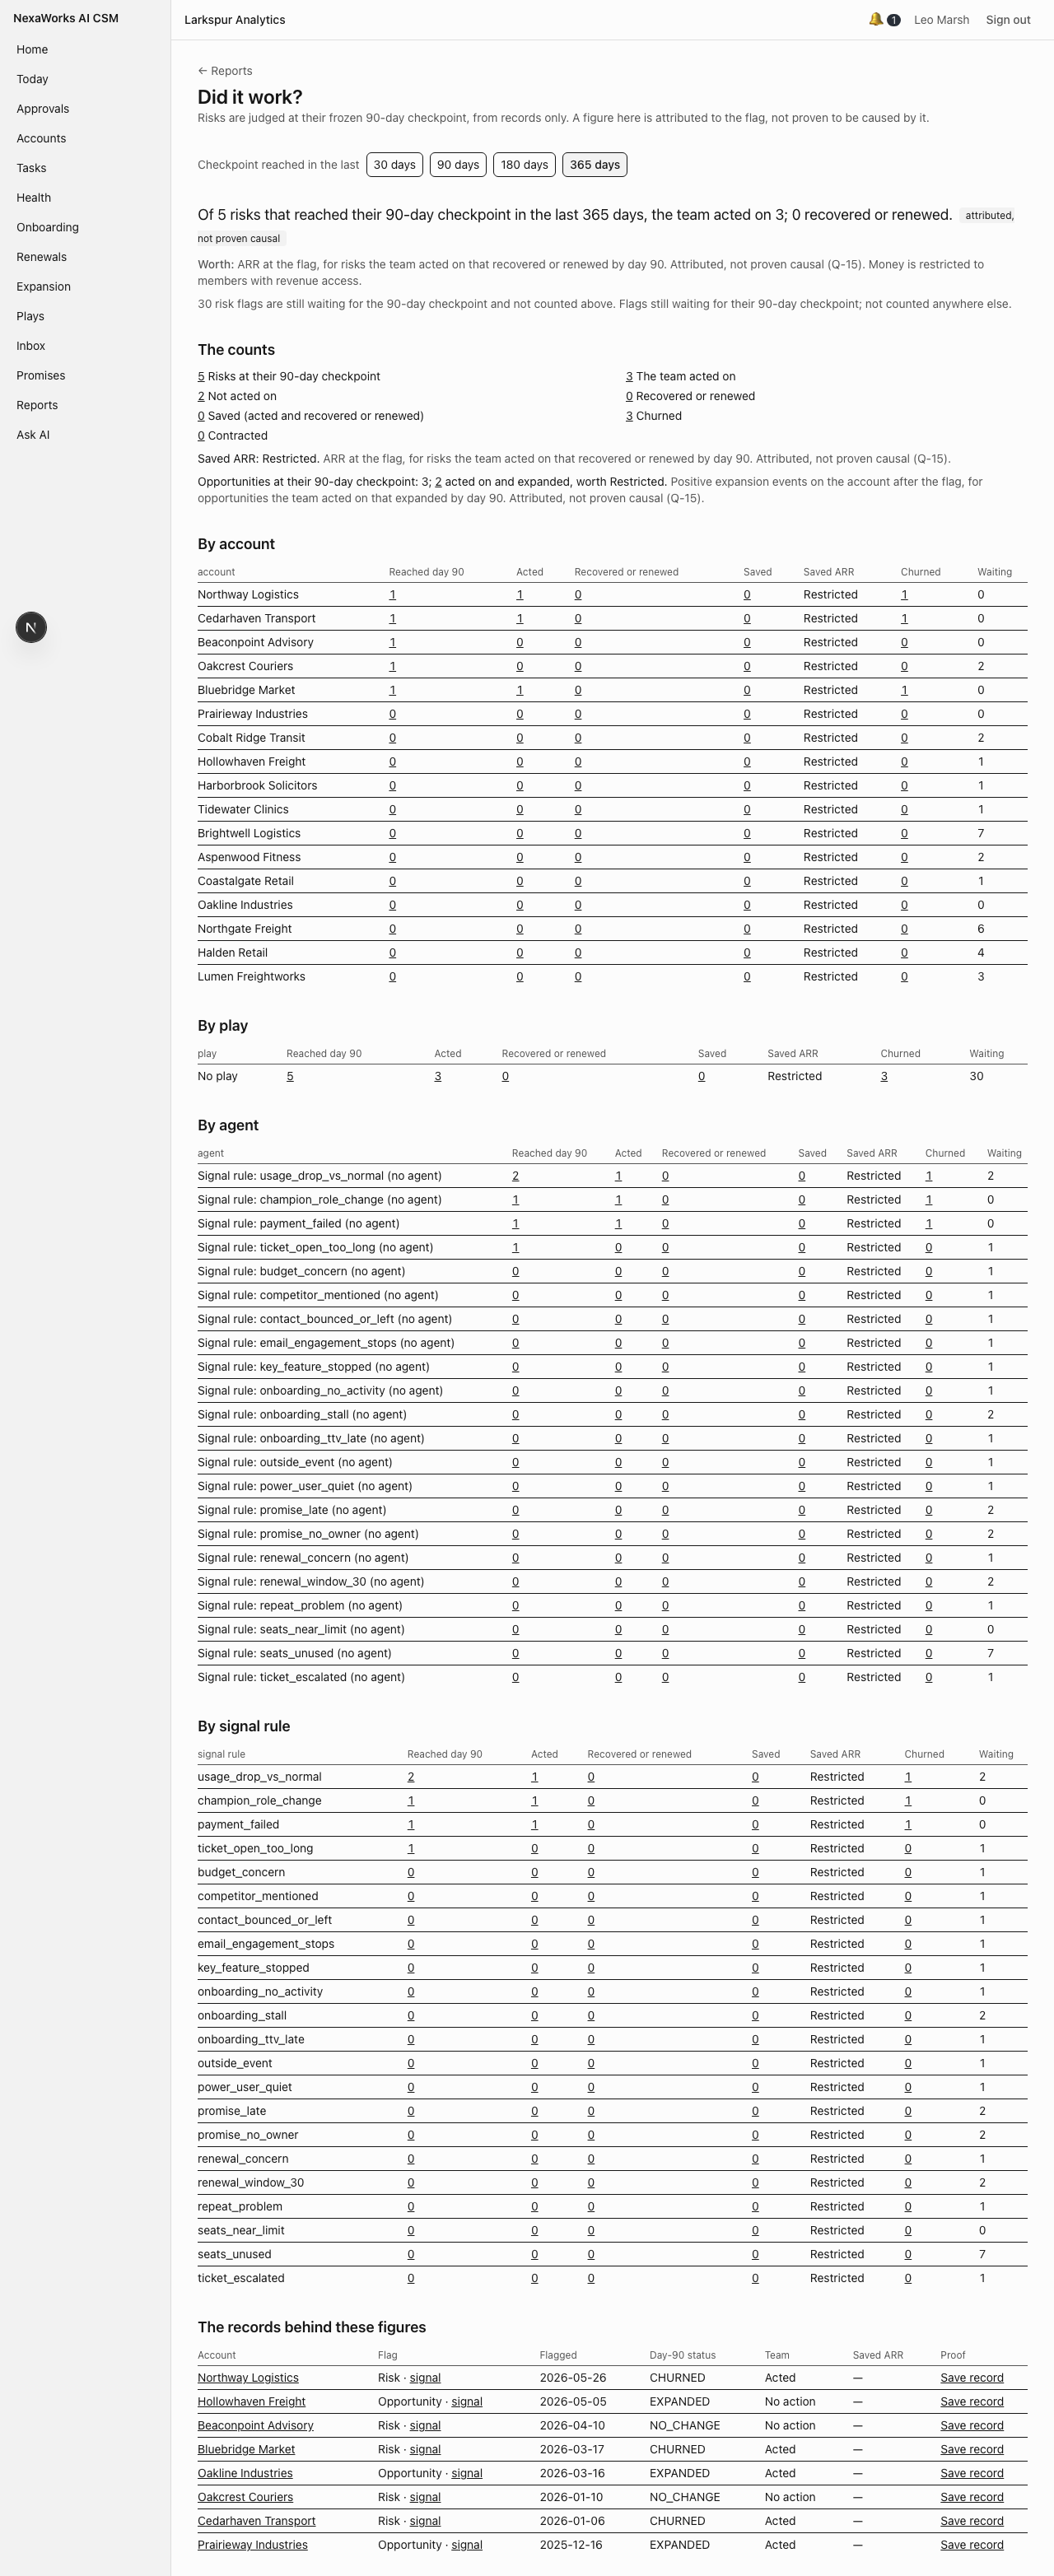 NexaWorks AI CSM
Home
Today
Approvals
Accounts
Tasks
Health
Onboarding
Renewals
Expansion
Plays
Inbox
Promises
Reports
Ask AI
N
Larkspur Analytics
1 Leo Marsh Sign out
← Reports
Did it work?
Risks are judged at their frozen 90-day checkpoint, from records only. A figure here is attributed to the flag, not proven to be caused by it.
Checkpoint reached in the last 30 days 90 days 180 days 365 days
Of 5 risks that reached their 90-day checkpoint in the last 365 days, the team acted on 3; 0 recovered or renewed. attributed,
not proven causal
Worth: ARR at the flag, for risks the team acted on that recovered or renewed by day 90. Attributed, not proven causal (Q-15). Money is restricted to
members with revenue access.
30 risk flags are still waiting for the 90-day checkpoint and not counted above. Flags still waiting for their 90-day checkpoint; not counted anywhere else.
The counts
5 Risks at their 90-day checkpoint 3 The team acted on
2 Not acted on 0 Recovered or renewed
0 Saved (acted and recovered or renewed) 3 Churned
0 Contracted
Saved ARR: Restricted. ARR at the flag, for risks the team acted on that recovered or renewed by day 90. Attributed, not proven causal (Q-15).
Opportunities at their 90-day checkpoint: 3; 2 acted on and expanded, worth Restricted. Positive expansion events on the account after the flag, for
opportunities the team acted on that expanded by day 90. Attributed, not proven causal (Q-15).
By account
account Reached day 90 Acted Recovered or renewed Saved Saved ARR Churned Waiting
Northway Logistics 1 1 0 0 Restricted 1 0
Cedarhaven Transport 1 1 0 0 Restricted 1 0
Beaconpoint Advisory 1 0 0 0 Restricted 0 0
Oakcrest Couriers 1 0 0 0 Restricted 0 2
Bluebridge Market 1 1 0 0 Restricted 1 0
Prairieway Industries 0 0 0 0 Restricted 0 0
Cobalt Ridge Transit 0 0 0 0 Restricted 0 2
Hollowhaven Freight 0 0 0 0 Restricted 0 1
Harborbrook Solicitors 0 0 0 0 Restricted 0 1
Tidewater Clinics 0 0 0 0 Restricted 0 1
Brightwell Logistics 0 0 0 0 Restricted 0 7
Aspenwood Fitness 0 0 0 0 Restricted 0 2
Coastalgate Retail 0 0 0 0 Restricted 0 1
Oakline Industries 0 0 0 0 Restricted 0 0
Northgate Freight 0 0 0 0 Restricted 0 6
Halden Retail 0 0 0 0 Restricted 0 4
Lumen Freightworks 0 0 0 0 Restricted 0 3
By play
play Reached day 90 Acted Recovered or renewed Saved Saved ARR Churned Waiting
No play 5 3 0 0 Restricted 3 30
By agent
agent Reached day 90 Acted Recovered or renewed Saved Saved ARR Churned Waiting
Signal rule: usage_drop_vs_normal (no agent) 2 1 0 0 Restricted 1 2
Signal rule: champion_role_change (no agent) 1 1 0 0 Restricted 1 0
Signal rule: payment_failed (no agent) 1 1 0 0 Restricted 1 0
Signal rule: ticket_open_too_long (no agent) 1 0 0 0 Restricted 0 1
Signal rule: budget_concern (no agent) 0 0 0 0 Restricted 0 1
Signal rule: competitor_mentioned (no agent) 0 0 0 0 Restricted 0 1
Signal rule: contact_bounced_or_left (no agent) 0 0 0 0 Restricted 0 1
Signal rule: email_engagement_stops (no agent) 0 0 0 0 Restricted 0 1
Signal rule: key_feature_stopped (no agent) 0 0 0 0 Restricted 0 1
Signal rule: onboarding_no_activity (no agent) 0 0 0 0 Restricted 0 1
Signal rule: onboarding_stall (no agent) 0 0 0 0 Restricted 0 2
Signal rule: onboarding_ttv_late (no agent) 0 0 0 0 Restricted 0 1
Signal rule: outside_event (no agent) 0 0 0 0 Restricted 0 1
Signal rule: power_user_quiet (no agent) 0 0 0 0 Restricted 0 1
Signal rule: promise_late (no agent) 0 0 0 0 Restricted 0 2
Signal rule: promise_no_owner (no agent) 0 0 0 0 Restricted 0 2
Signal rule: renewal_concern (no agent) 0 0 0 0 Restricted 0 1
Signal rule: renewal_window_30 (no agent) 0 0 0 0 Restricted 0 2
Signal rule: repeat_problem (no agent) 0 0 0 0 Restricted 0 1
Signal rule: seats_near_limit (no agent) 0 0 0 0 Restricted 0 0
Signal rule: seats_unused (no agent) 0 0 0 0 Restricted 0 7
Signal rule: ticket_escalated (no agent) 0 0 0 0 Restricted 0 1
By signal rule
signal rule Reached day 90 Acted Recovered or renewed Saved Saved ARR Churned Waiting
usage_drop_vs_normal 2 1 0 0 Restricted 1 2
champion_role_change 1 1 0 0 Restricted 1 0
payment_failed 1 1 0 0 Restricted 1 0
ticket_open_too_long 1 0 0 0 Restricted 0 1
budget_concern 0 0 0 0 Restricted 0 1
competitor_mentioned 0 0 0 0 Restricted 0 1
contact_bounced_or_left 0 0 0 0 Restricted 0 1
email_engagement_stops 0 0 0 0 Restricted 0 1
key_feature_stopped 0 0 0 0 Restricted 0 1
onboarding_no_activity 0 0 0 0 Restricted 0 1
onboarding_stall 0 0 0 0 Restricted 0 2
onboarding_ttv_late 0 0 0 0 Restricted 0 1
outside_event 0 0 0 0 Restricted 0 1
power_user_quiet 0 0 0 0 Restricted 0 1
promise_late 0 0 0 0 Restricted 0 2
promise_no_owner 0 0 0 0 Restricted 0 2
renewal_concern 0 0 0 0 Restricted 0 1
renewal_window_30 0 0 0 0 Restricted 0 2
repeat_problem 0 0 0 0 Restricted 0 1
seats_near_limit 0 0 0 0 Restricted 0 0
seats_unused 0 0 0 0 Restricted 0 7
ticket_escalated 0 0 0 0 Restricted 0 1
The records behind these figures
Account Flag Flagged Day-90 status Team Saved ARR Proof
Northway Logistics Risk · signal 2026-05-26 CHURNED Acted — Save record
Hollowhaven Freight Opportunity · signal 2026-05-05 EXPANDED No action — Save record
Beaconpoint Advisory Risk · signal 2026-04-10 NO_CHANGE No action — Save record
Bluebridge Market Risk · signal 2026-03-17 CHURNED Acted — Save record
Oakline Industries Opportunity · signal 2026-03-16 EXPANDED Acted — Save record
Oakcrest Couriers Risk · signal 2026-01-10 NO_CHANGE No action — Save record
Cedarhaven Transport Risk · signal 2026-01-06 CHURNED Acted — Save record
Prairieway Industries Opportunity · signal 2025-12-16 EXPANDED Acted — Save record